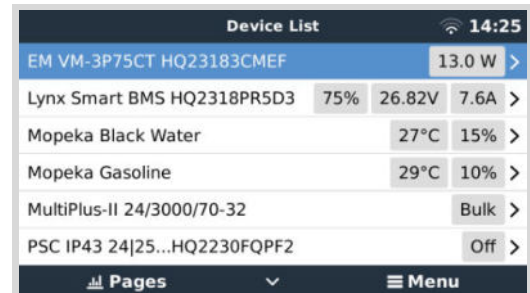 Device List 14:25
EM VM-3P75CT HQ23183CMEF 13.0 W >
Lynx Smart BMS HQ2318PR5D3 75% 26.82V 7.6A >
Mopeka Black Water 27°C 15% >
Mopeka Gasoline 29°C 10% >
MultiPlus-II 24/3000/70-32 Bulk >
PSC IP43 24|25...HQ2230FQPF2 Off >
Pages Menu